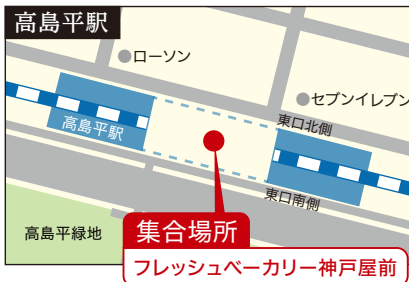 高島平駅
ローソン
セブンイレブン
東口北側
高島平駅
東口南側
高島平緑地
集合場所
フレッシュベーカリー神戸屋前